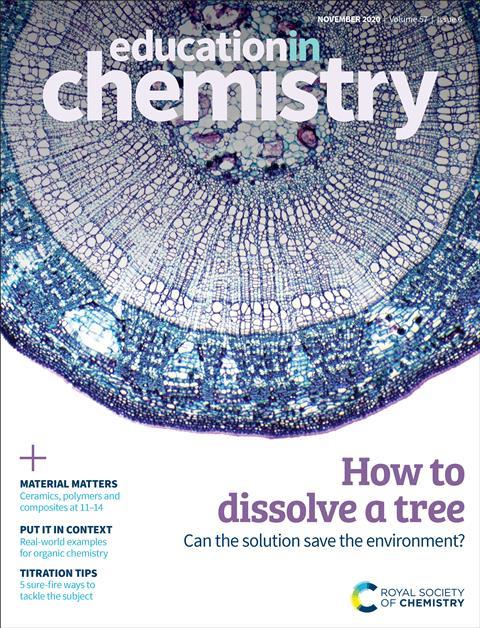 NOVEMBER 2020 | Volume 57 | Issue 6
educationin
chemistry
How to
dissolve a tree
Can the solution save the environment?
+
MATERIAL MATTERS
Ceramics, polymers and
composites at 11–14
PUT IT IN CONTEXT
Real-world examples
for organic chemistry
TITRATION TIPS
5 sure-fire ways to
tackle the subject
ROYAL SOCIETY
OF CHEMISTRY